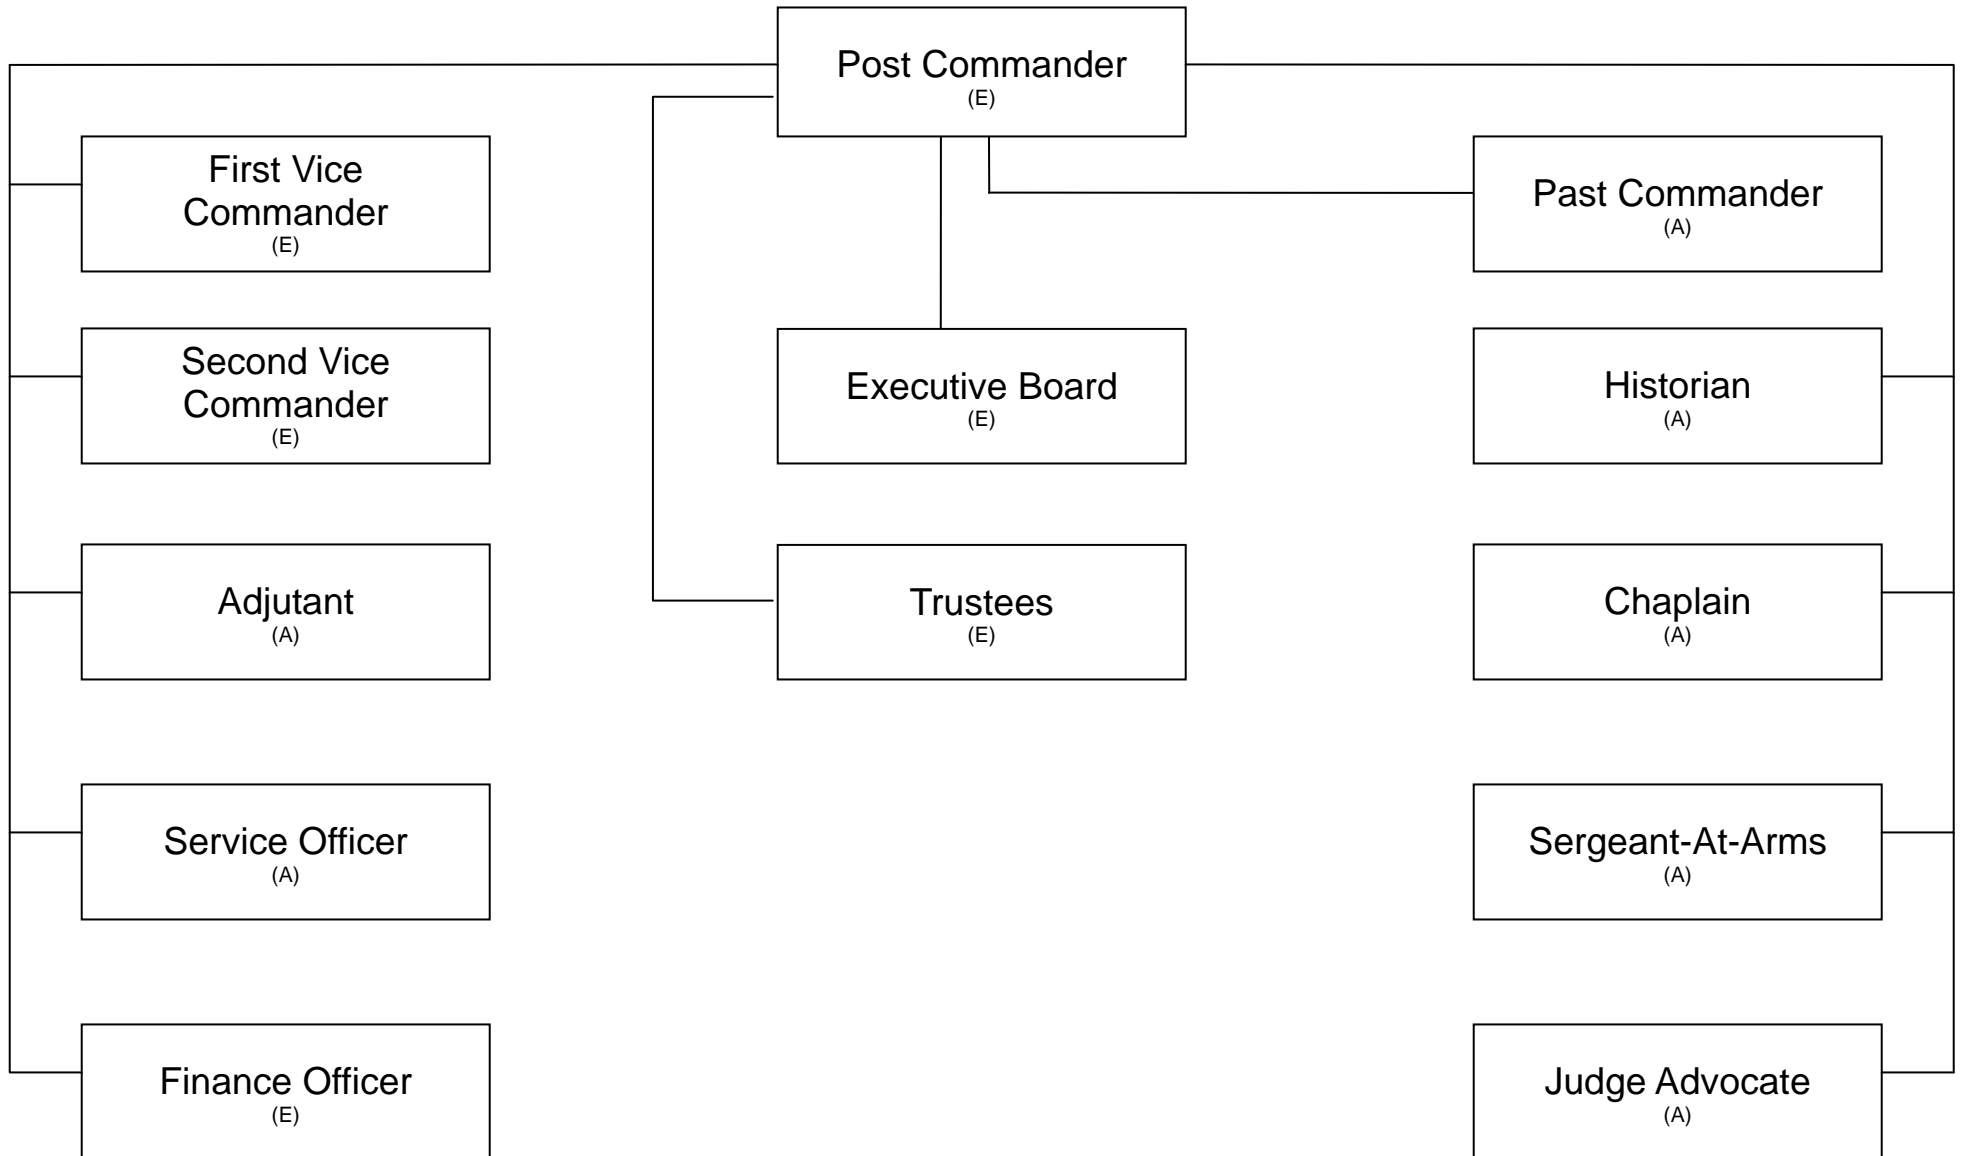 Post Commander
(E)
First Vice
Commander
(E)
Past Commander
(A)
Second Vice
Commander
(E)
Executive Board
(E)
Historian
(A)
Adjutant
(A)
Trustees
(E)
Chaplain
(A)
Service Officer
(A)
Sergeant-At-Arms
(A)
Finance Officer
(E)
Judge Advocate
(A)